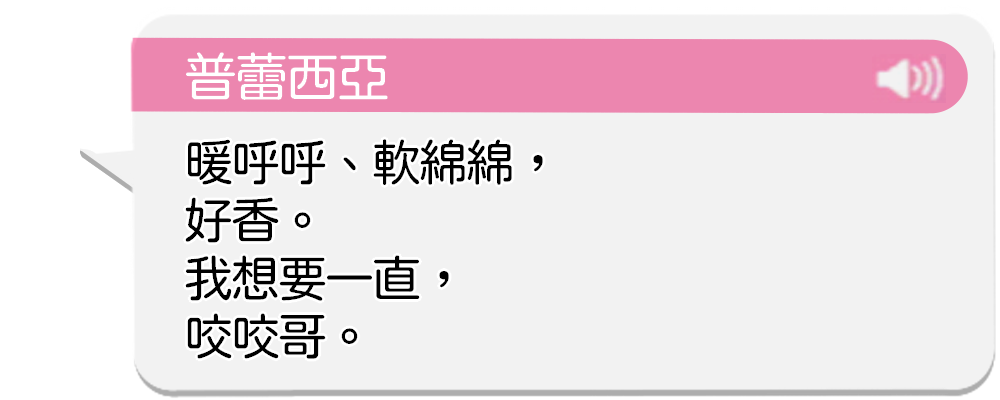 普蕾西亞
暖呼呼、軟綿綿，
好香。
我想要一直，
咬咬哥。